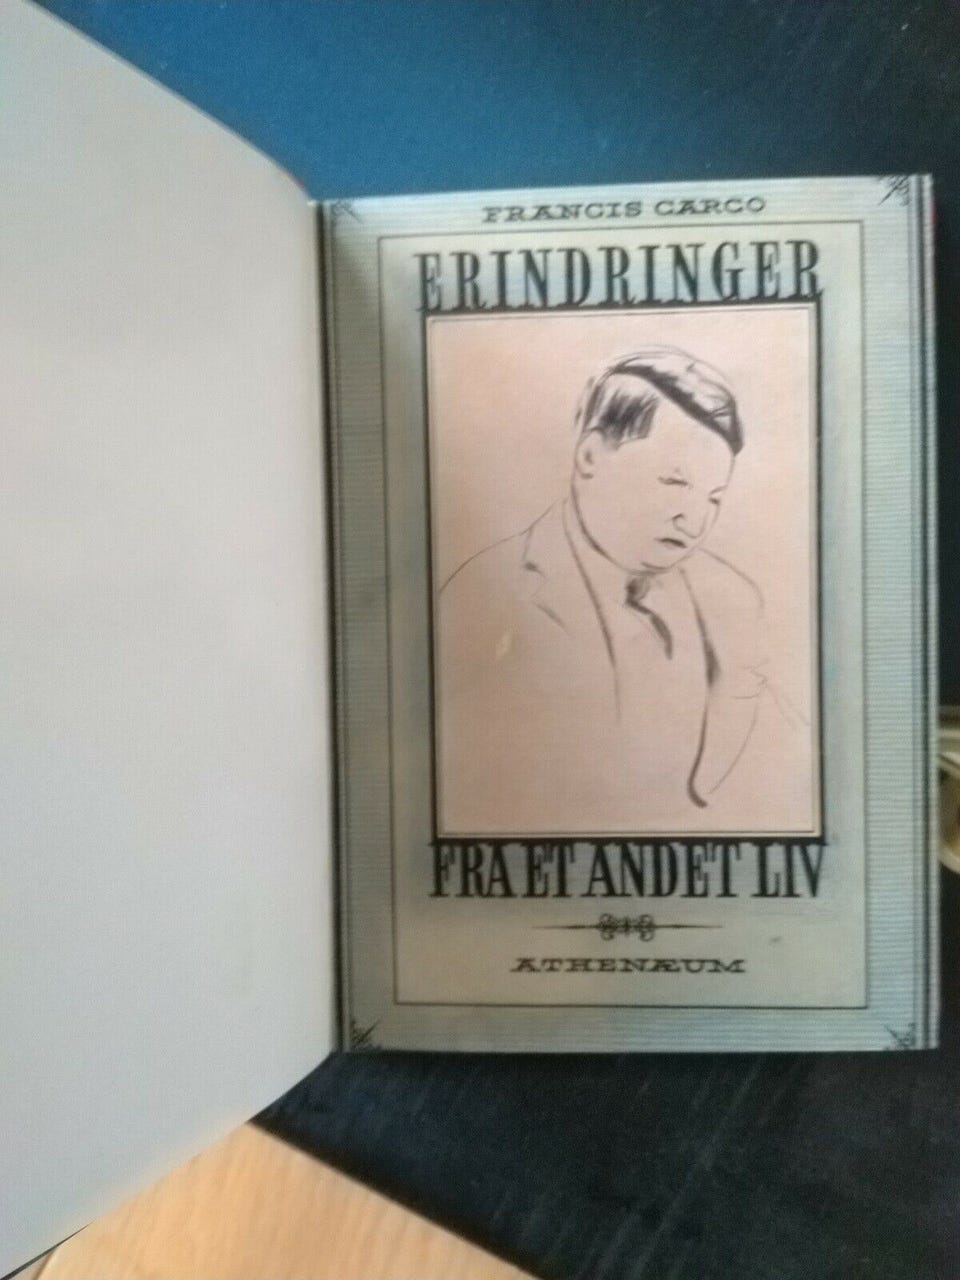 FRANCIS CARCO
ERINDRINGER
FRA ET ANDET LIV
ATHENÆUM